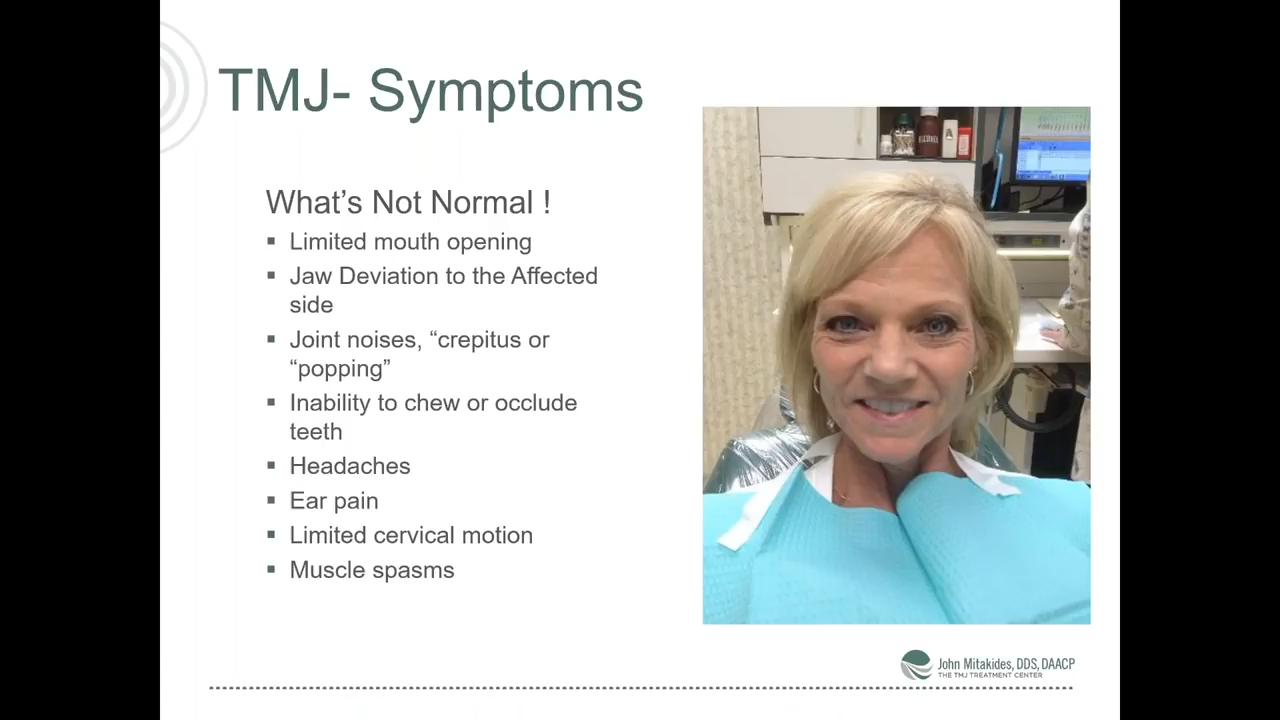 TMJ- Symptoms
What’s Not Normal !
▪ Limited mouth opening
▪ Jaw Deviation to the Affected
side
▪ Joint noises, “crepitus or
“popping”
▪ Inability to chew or occlude
teeth
▪ Headaches
▪ Ear pain
▪ Limited cervical motion
▪ Muscle spasms
ALCOHOL
John Mitakides, DDS, DAACP
THE TMJ TREATMENT CENTER